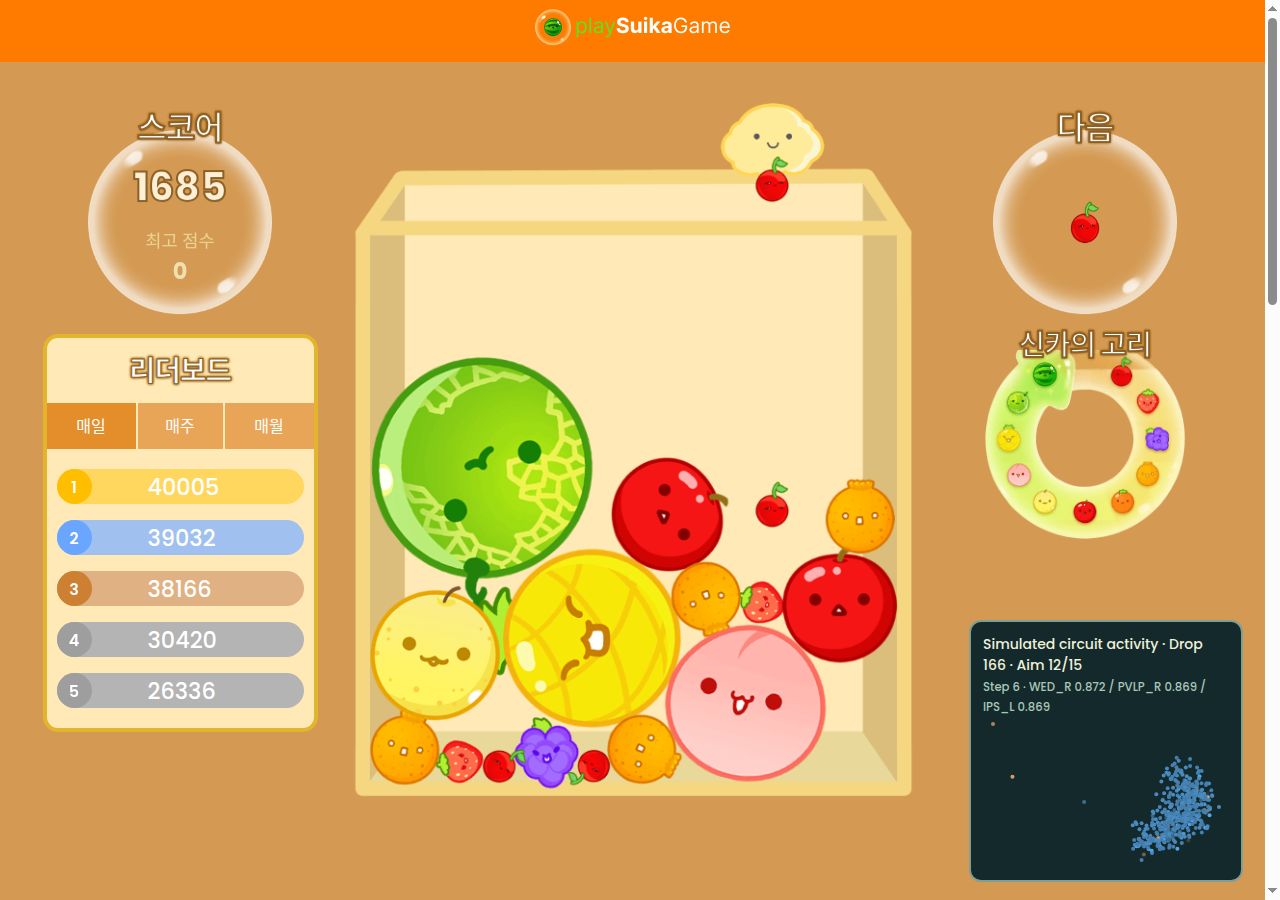 playSuikaGame
스코어
1685
최고 점수
0
리더보드
매일 매주 매월
1 40005
2 39032
3 38166
4 30420
5 26336
다음
신카의 고리
Simulated circuit activity · Drop
166 · Aim 12/15
Step 6 · WED_R 0.872 / PVLP_R 0.869 /
IPS_L 0.869